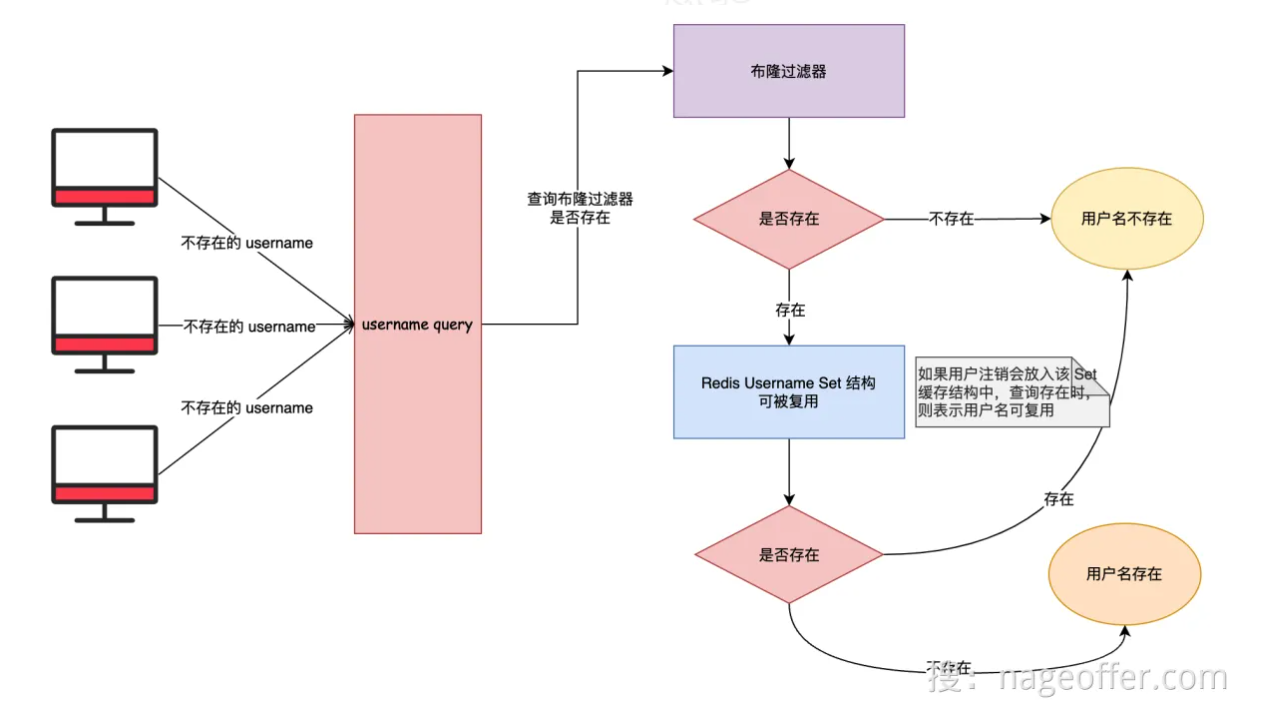 布隆过滤器
查询布隆过滤器
是否存在
是否存在
不存在
用户名不存在
不存在的 username
不存在的 username
不存在的 username
username query
存在
Redis Username Set 结构
可被复用
如果用户注销会放入该 Set
缓存结构中，查询存在时，
则表示用户名可复用
存在
是否存在
用户名存在
不存在
搜：nageoffer.com